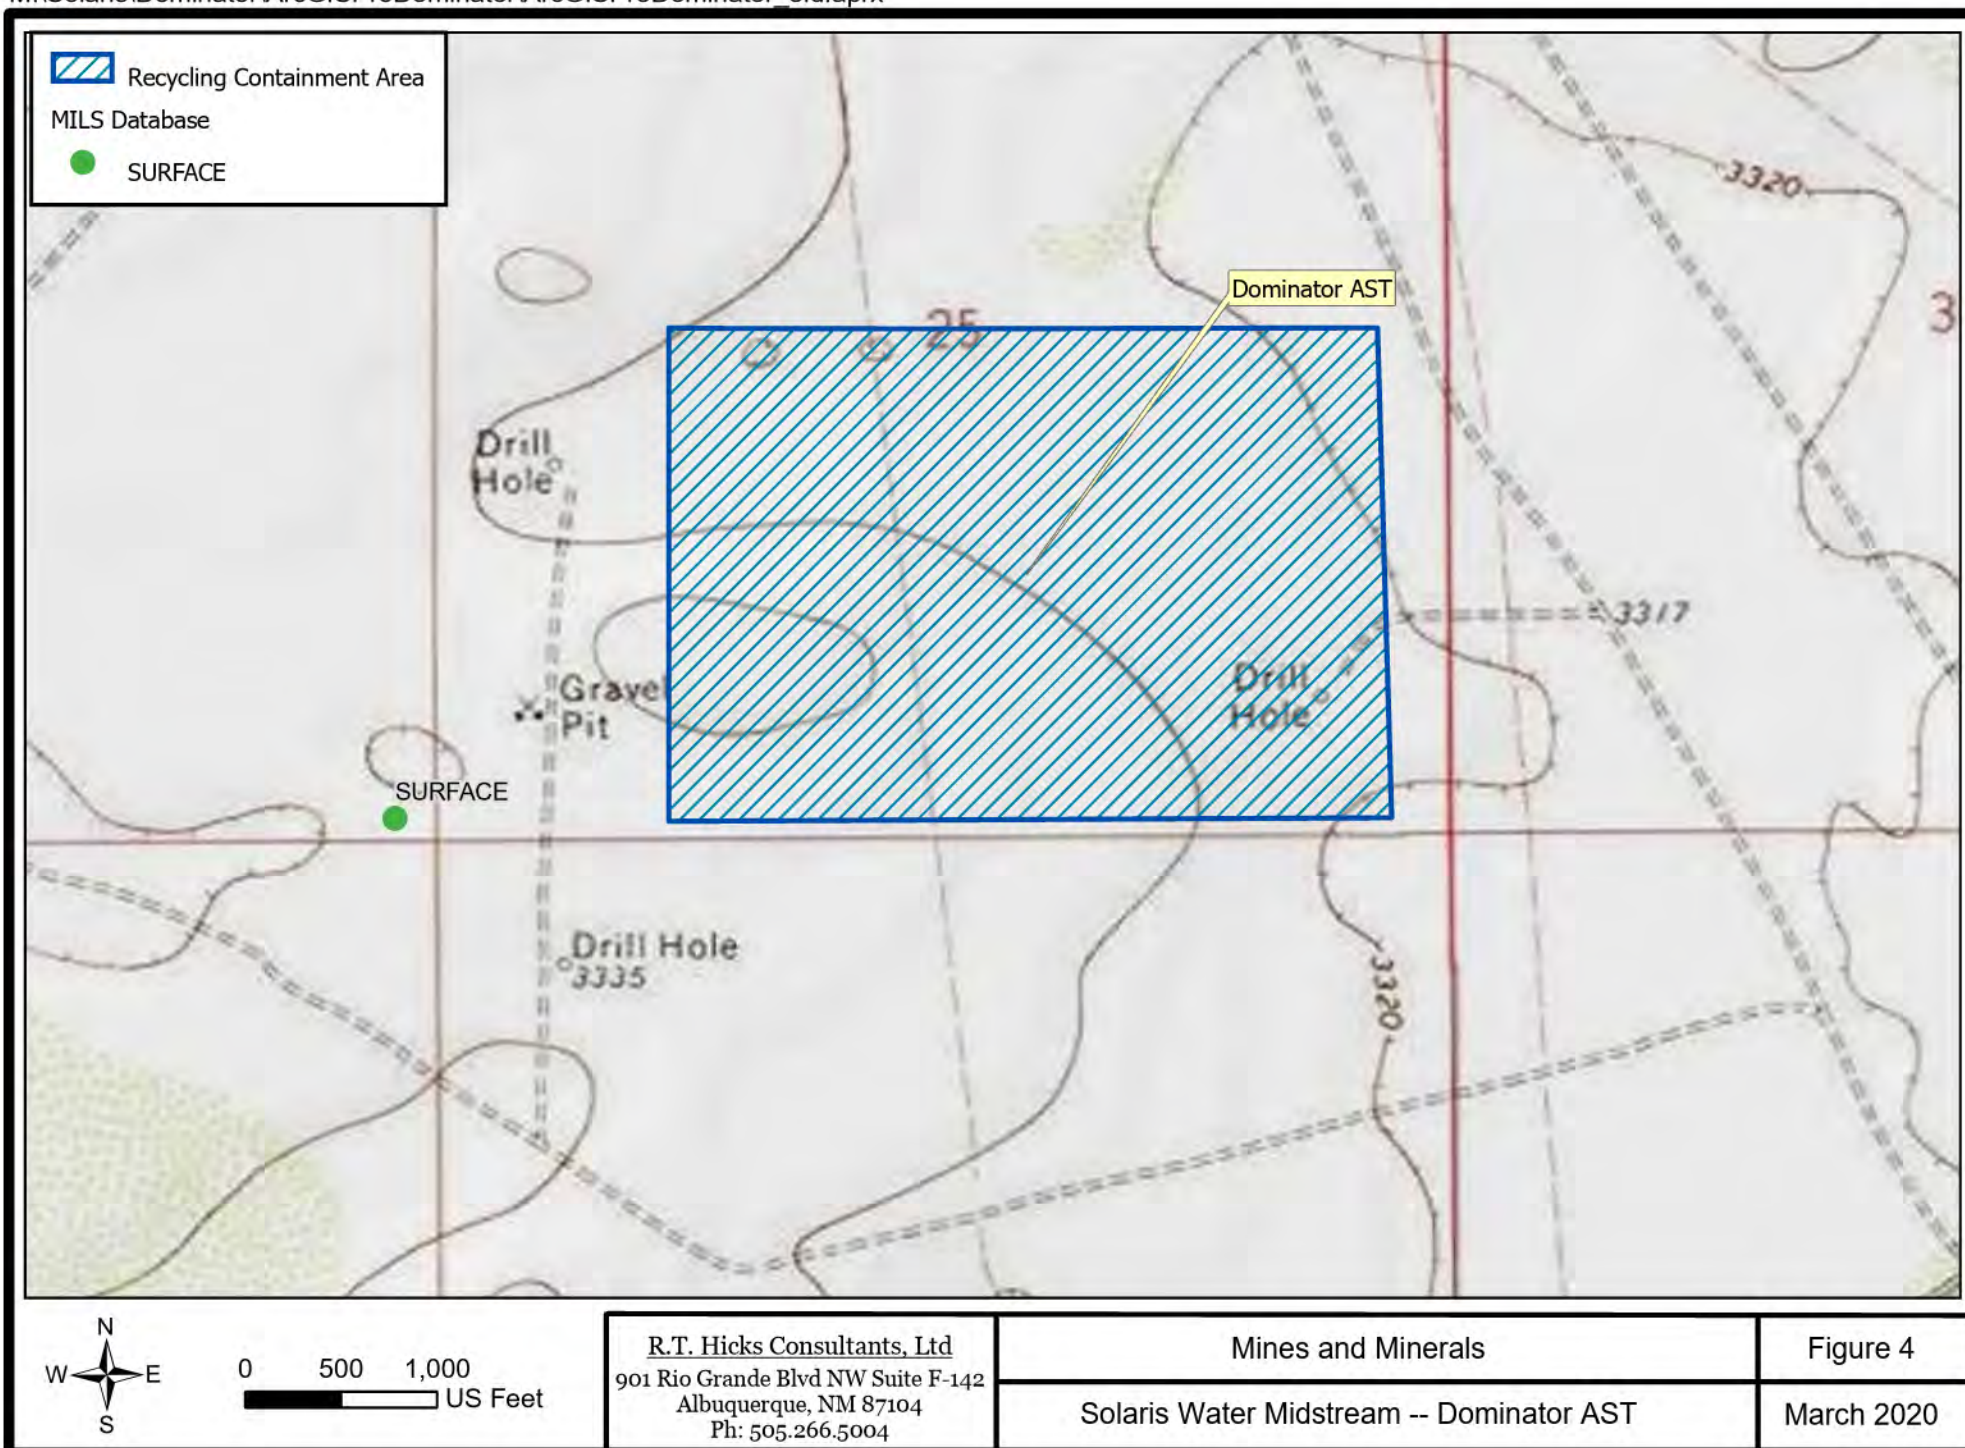 Recycling Containment Area
MILS Database
SURFACE
3320
Dominator AST
25
3
Drill
Hole
3317
Drill
Hole
Gravel
Pit
SURFACE
Drill Hole
3335
3320
N
W E
S
0 500 1,000
US Feet
R.T. Hicks Consultants, Ltd
901 Rio Grande Blvd NW Suite F-142
Albuquerque, NM 87104
Ph: 505.266.5004
Mines and Minerals
Solaris Water Midstream -- Dominator AST
Figure 4
March 2020